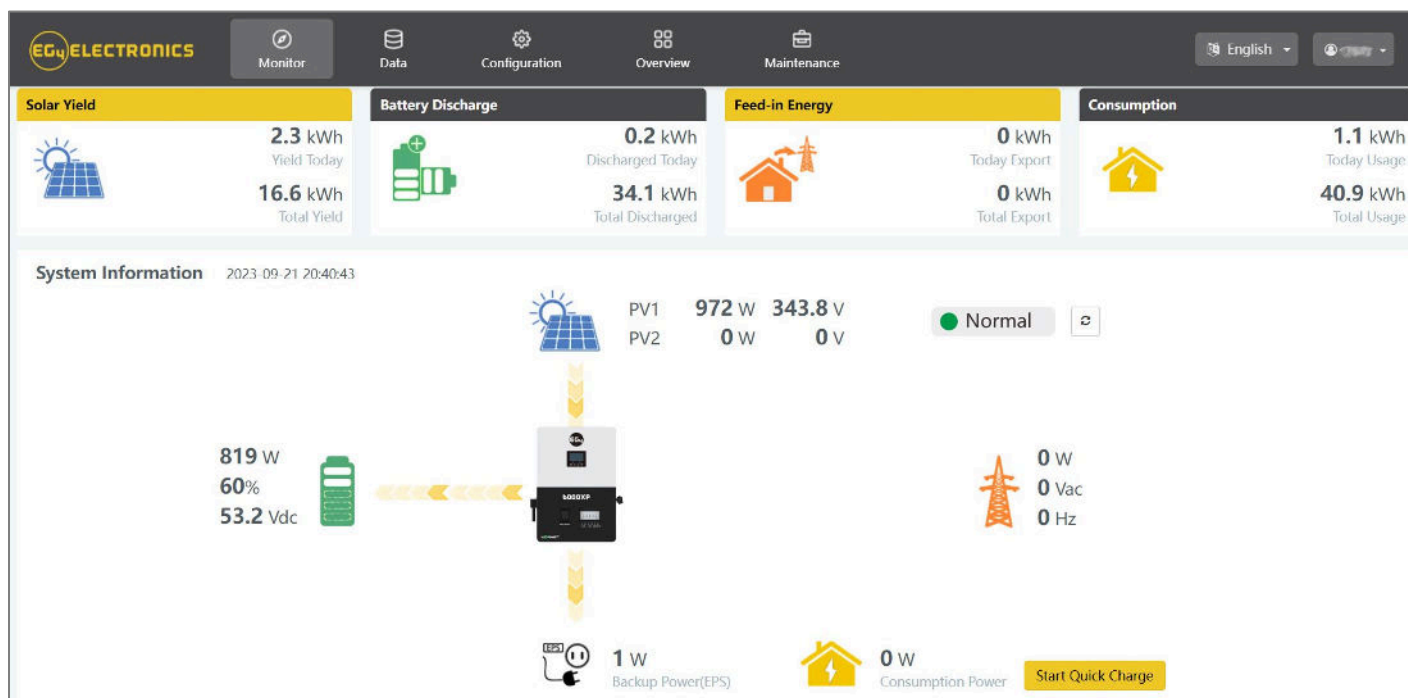 EG4 ELECTRONICS
Monitor
Data
Configuration
Overview
Maintenance
English
Solar Yield
2.3 kWh
Yield Today
16.6 kWh
Total Yield
Battery Discharge
0.2 kWh
Discharged Today
34.1 kWh
Total Discharged
Feed-in Energy
0 kWh
Today Export
0 kWh
Total Export
Consumption
1.1 kWh
Today Usage
40.9 kWh
Total Usage
System Information 2023-09-21 20:40:43
PV1 972 W 343.8 V
PV2 0 W 0 V
Normal
819 W
60%
53.2 Vdc
EG4
6000XP
0 W
0 Vac
0 Hz
EPS
1 W
Backup Power(EPS)
0 W
Consumption Power
Start Quick Charge